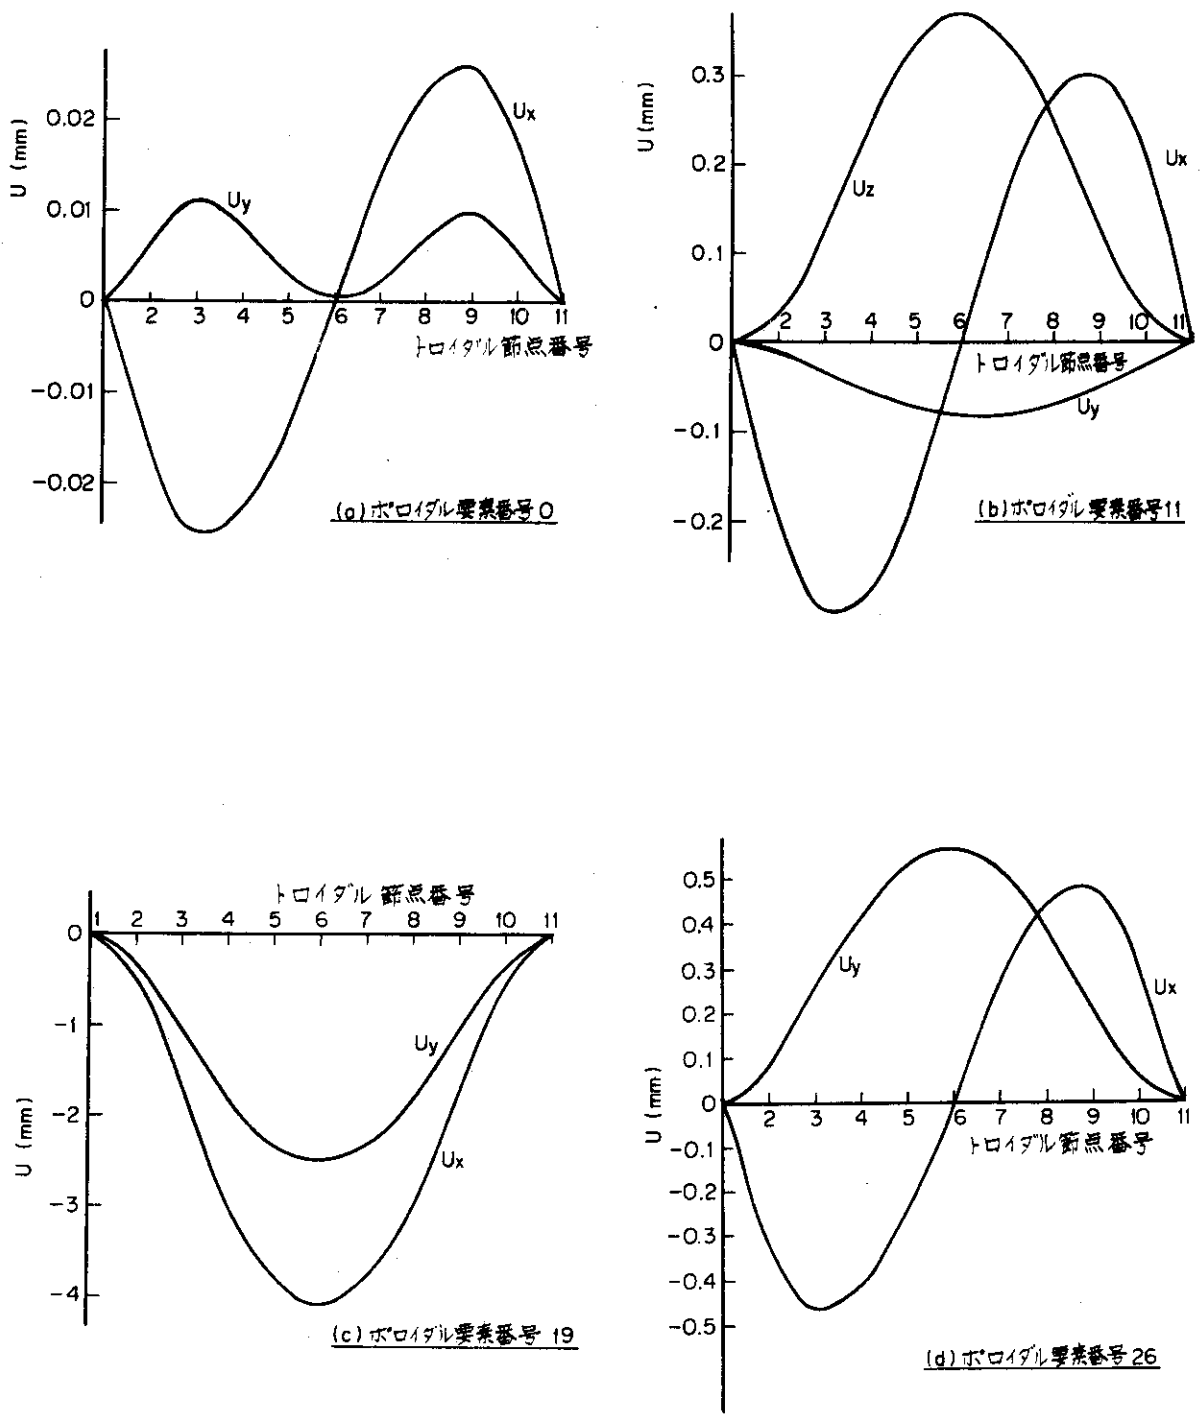 U (mm)
0.02
0.01
0
-0.01
-0.02
Ux
Uy
2 3 4 5 6 7 8 9 10 11
トロイダル節点番号
(a) ポロイダル要素番号 0
U (mm)
0.3
0.2
0.1
0
-0.1
-0.2
Uz
Ux
2 3 4 5 6 7 8 9 10 11
トロイダル節点番号
Uy
(b) ポロイダル要素番号 11
トロイダル節点番号
1 2 3 4 5 6 7 8 9 10 11
0
-1
-2
-3
-4
U (mm)
Uy
Ux
(c) ポロイダル要素番号 19
0.5
0.4
0.3
0.2
0.1
0
-0.1
-0.2
-0.3
-0.4
-0.5
U (mm)
Uy
Ux
2 3 4 5 6 7 8 9 10 11
トロイダル節点番号
(d) ポロイダル要素番号 26